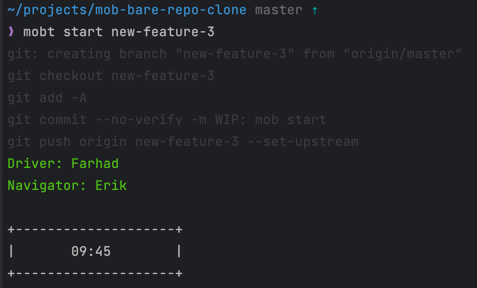 ~/projects/mob-bare-repo-clone master ⇡
❱ mobt start new-feature-3
git: creating branch "new-feature-3" from "origin/master"
git checkout new-feature-3
git add -A
git commit --no-verify -m WIP: mob start
git push origin new-feature-3 --set-upstream
Driver: Farhad
Navigator: Erik
+--------------------+
|       09:45        |
+--------------------+